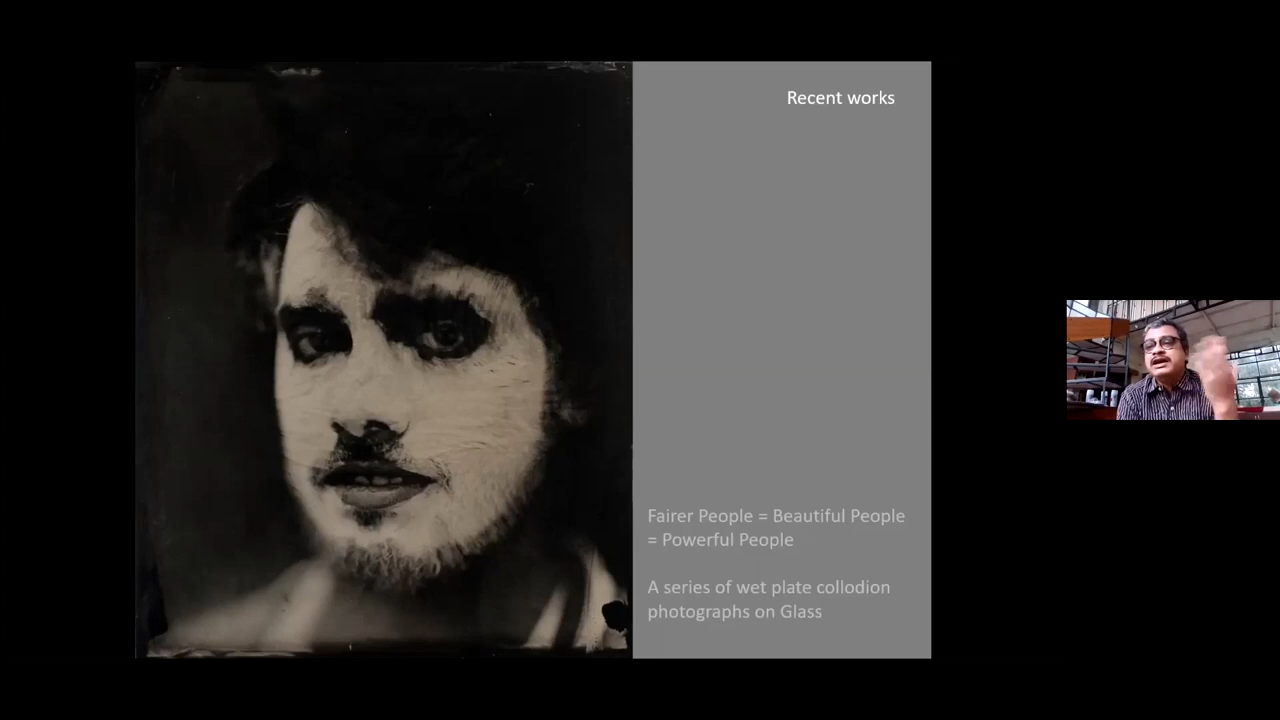 Recent works
Fairer People = Beautiful People
= Powerful People
A series of wet plate collodion
photographs on Glass